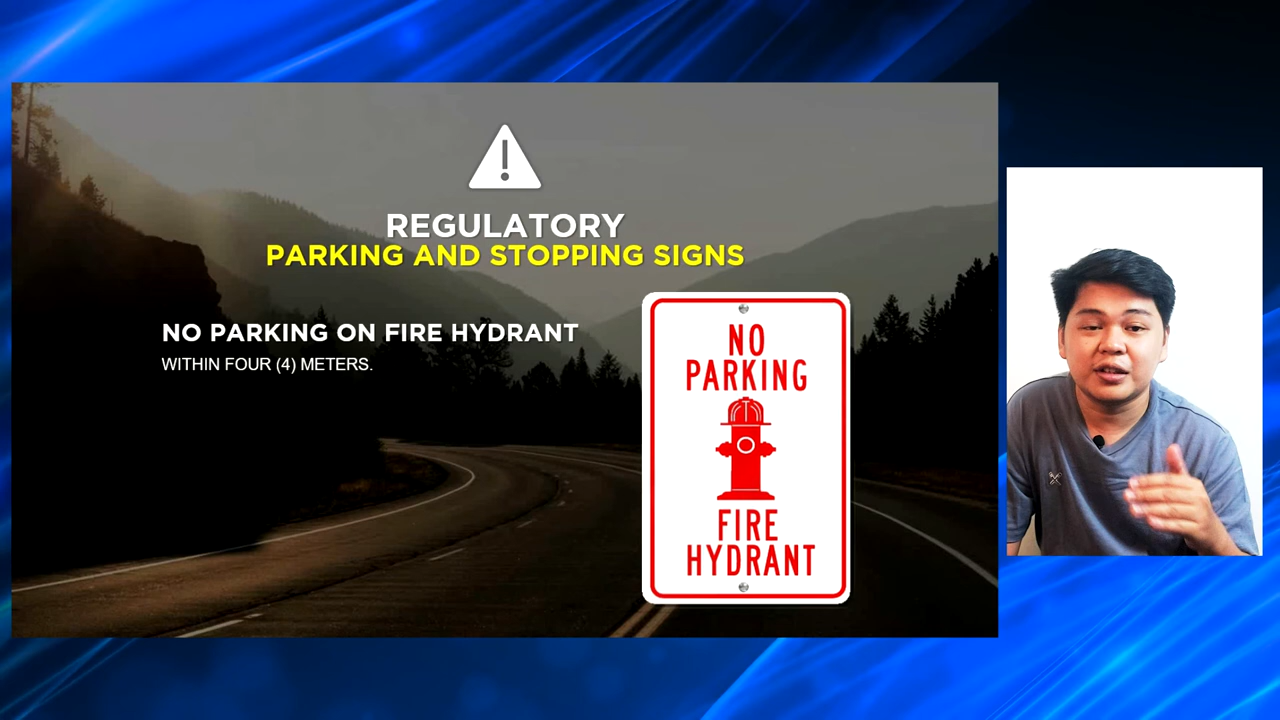 REGULATORY
PARKING AND STOPPING SIGNS
NO PARKING ON FIRE HYDRANT
WITHIN FOUR (4) METERS.
NO
PARKING
FIRE
HYDRANT